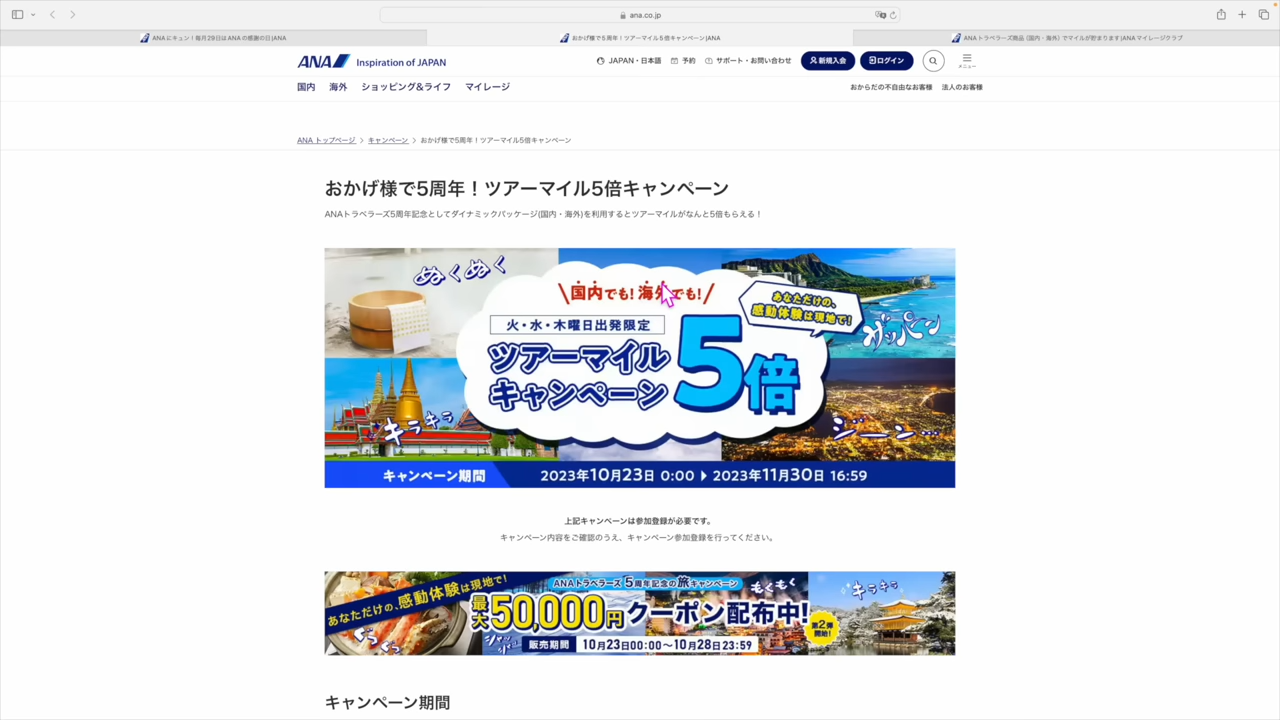 ana.co.jp
ANAにキュン！毎月29日はANAの感謝の日|ANA
おかげ様で5周年！ツアーマイル5倍キャンペーン|ANA
ANAトラベラーズ商品（国内・海外）でマイルが貯まります|ANAマイレージクラブ
ANA Inspiration of JAPAN
JAPAN・日本語
予約
サポート・お問い合わせ
新規入会
ログイン
メニュー
国内
海外
ショッピング&ライフ
マイレージ
おからだの不自由なお客様
法人のお客様
ANA トップページ > キャンペーン > おかげ様で5周年！ツアーマイル5倍キャンペーン
おかげ様で5周年！ツアーマイル5倍キャンペーン
ANAトラベラーズ5周年記念としてダイナミックパッケージ(国内・海外)を利用するとツアーマイルがなんと5倍もらえる！
ぬくぬく
国内でも!海外でも!
あなただけの、
感動体験は現地で!
火・水・木曜日出発限定
ツアーマイル
キャンペーン
5倍
キラキラ
ジーン…
キャンペーン期間
2023年10月23日 0:00 ▶ 2023年11月30日 16:59
上記キャンペーンは参加登録が必要です。
キャンペーン内容をご確認のうえ、キャンペーン参加登録を行ってください。
あなただけの、感動体験は現地で!
ANAトラベラーズ 5周年記念の旅キャンペーン
最大50,000円クーポン配布中!
もぐもぐ
キラキラ
ぐつぐつ
第2弾
開始!
販売期間
10月23日00:00〜10月28日23:59
キャンペーン期間